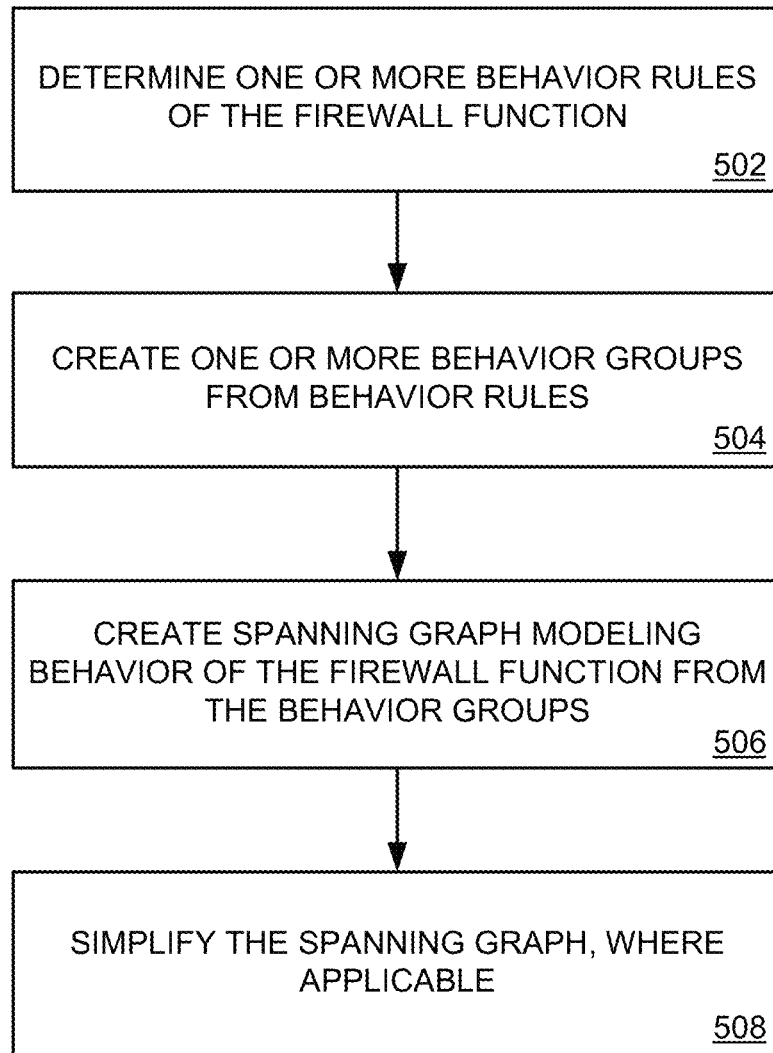 DETERMINE ONE OR MORE BEHAVIOR RULES
OF THE FIREWALL FUNCTION
502
CREATE ONE OR MORE BEHAVIOR GROUPS
FROM BEHAVIOR RULES
504
CREATE SPANNING GRAPH MODELING
BEHAVIOR OF THE FIREWALL FUNCTION FROM
THE BEHAVIOR GROUPS
506
SIMPLIFY THE SPANNING GRAPH, WHERE
APPLICABLE
508